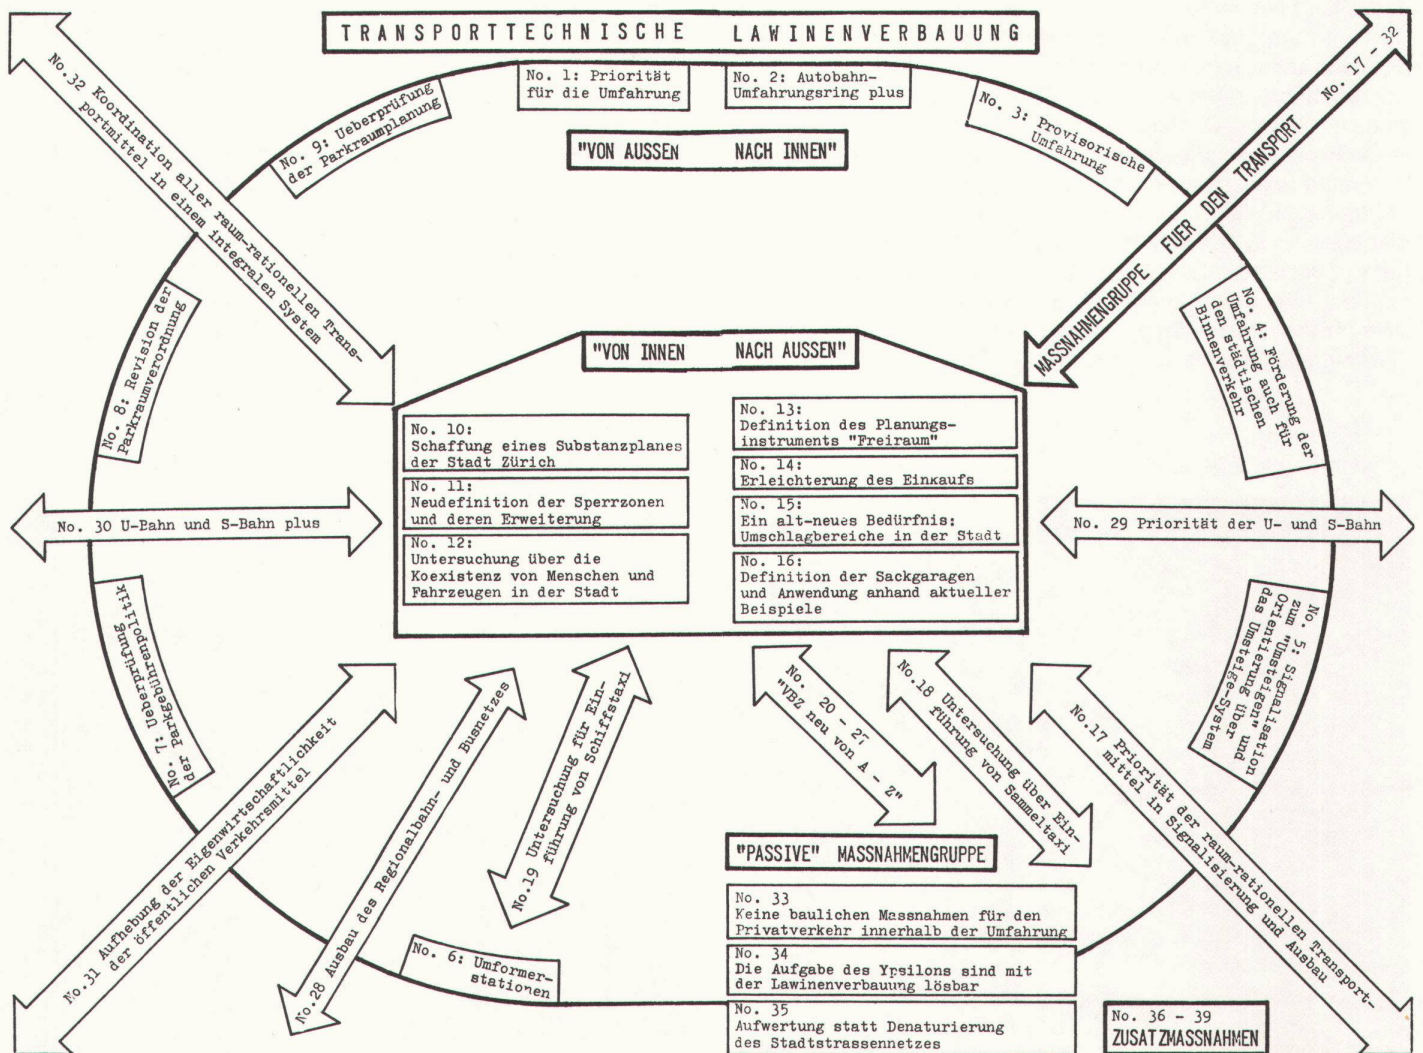 TRANSPORTTECHNISCHE LAWINENVERBAUUNG
No. 1: Priorität
für die Umfahrung
No. 2: Autobahn-
Umfahrungsring plus
"VON AUSSEN NACH INNEN"
No. 3: Provisorische
Umfahrung
No. 17 - 32
MASSNAHMENGRUPPE FUER DEN TRANSPORT
No. 9: Ueberprüfung
der Parkraumplanung
No.32 Koordination aller raum-rationellen Trans-
portmittel in einem integralen System
No. 8: Revision der
Parkraumverordnung
No. 4: Förderung der
Umfahrung auch für
den städtischen
Binnenverkehr
"VON INNEN NACH AUSSEN"
No. 10:
Schaffung eines Substanzplanes
der Stadt Zürich
No. 11:
Neudefinition der Sperrzonen
und deren Erweiterung
No. 12:
Untersuchung über die
Koexistenz von Menschen und
Fahrzeugen in der Stadt
No. 13:
Definition des Planungs-
instruments "Freiraum"
No. 14:
Erleichterung des Einkaufs
No. 15:
Ein alt-neues Bedürfnis:
Umschlagbereiche in der Stadt
No. 16:
Definition der Sackgaragen
und Anwendung anhand aktueller
Beispiele
No. 30 U-Bahn und S-Bahn plus
No. 29 Priorität der U- und S-Bahn
No. 7: Ueberprüfung
der Parkgebührenpolitik
No. 5: Signalisation
zum "Umsteigen" und
Orientierung über
das Umsteige-System
No.31 Aufhebung der Eigenwirtschaftlichkeit
der öffentlichen Verkehrsmittel
No.28 Ausbau des Regionalbahn- und Busnetzes
No.19 Untersuchung für Ein-
führung von Schiffstaxi
No. 20 - 27
"VBZ neu von A - Z"
No.18 Untersuchung über Ein-
führung von Sammeltaxi
No.17 Priorität der raum-rationellen Transport-
mittel in Signalisierung und Ausbau
No. 6: Umformer-
stationen
"PASSIVE" MASSNAHMENGRUPPE
No. 33
Keine baulichen Massnahmen für den
Privatverkehr innerhalb der Umfahrung
No. 34
Die Aufgabe des Ypsilons sind mit
der Lawinenverbauung lösbar
No. 35
Aufwertung statt Denaturierung
des Stadtstrassennetzes
No. 36 - 39
ZUSATZMASSNAHMEN